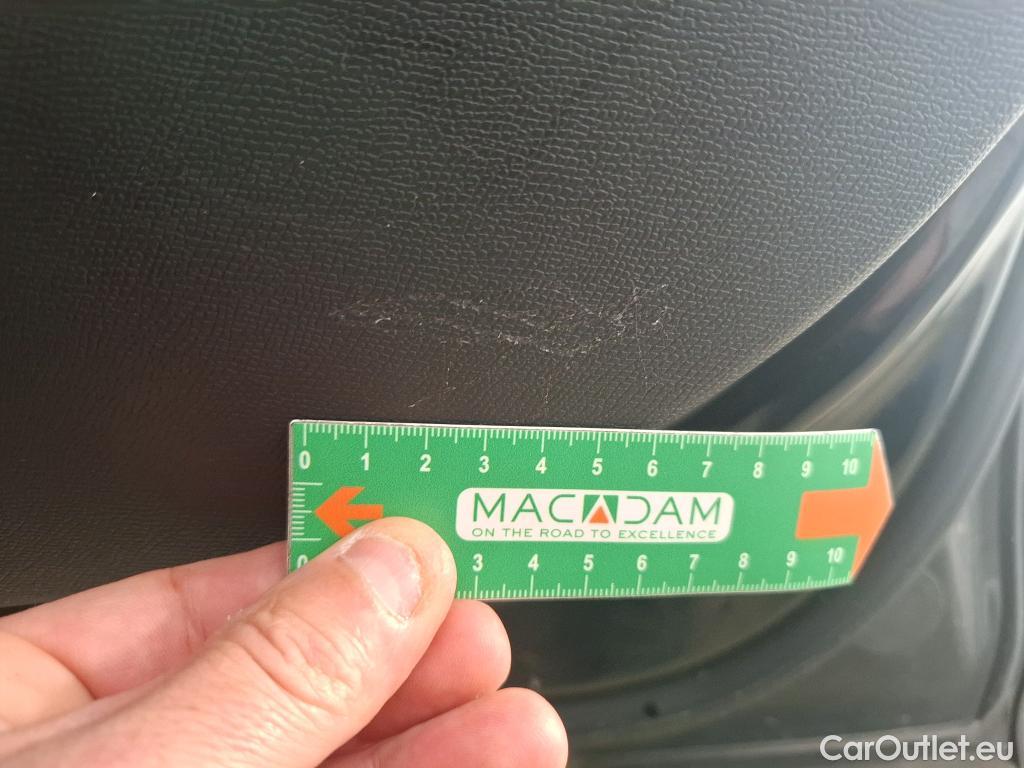 0 1 2 3 4 5 6 7 8 9 10
MACADAM
ON THE ROAD TO EXCELLENCE
0 3 4 5 6 7 8 9 10
CarOutlet.eu